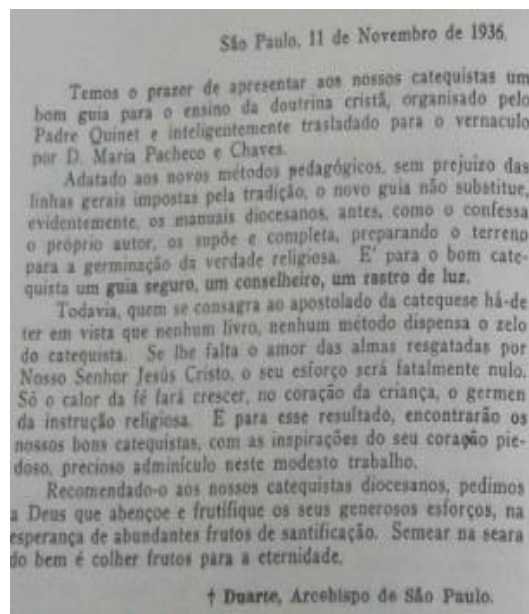 São Paulo, 11 de Novembro de 1936.
Temos o prazer de apresentar aos nossos catequistas um
bom guia para o ensino da doutrina cristã, organisado pelo
Padre Quinet e inteligentemente trasladado para o vernaculo
por D. Maria Pacheco e Chaves.
Adatado aos novos métodos pedagógicos, sem prejuizo das
linhas gerais impostas pela tradição, o novo guia não substitue,
evidentemente, os manuais diocesanos, antes, como o confessa
o próprio autor, os supõe e completa, preparando o terreno
para a germinação da verdade religiosa. E' para o bom cate-
quista um guia seguro, um conselheiro, um rastro de luz.
Todavia, quem se consagra ao apostolado da catequese há-de
ter em vista que nenhum livro, nenhum método dispensa o zelo
do catequista. Se lhe falta o amor das almas resgatadas por
Nosso Senhor Jesús Cristo, o seu esforço será fatalmente nulo.
Só o calor da fé fará crescer, no coração da criança, o germen
da instrução religiosa. E para esse resultado, encontrarão os
nossos bons catequistas, com as inspirações do seu coração pie-
doso, precioso adminículo neste modesto trabalho.
Recomendado-o aos nossos catequistas diocesanos, pedimos
a Deus que abençoe e frutifique os seus generosos esforços, na
esperança de abundantes frutos de santificação. Semear na seara
do bem é colher frutos para a eternidade.
† Duarte, Arcebispo de São Paulo.